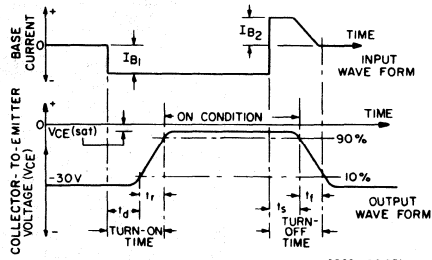 +
BASE
CURRENT
0
-
IB1
IB2
TIME
INPUT
WAVE FORM
+
COLLECTOR-TO-EMITTER
VOLTAGE (VCE)
0
VCE(sat)
ON CONDITION
TIME
90%
10%
-30V
tr
tf
td
ts
OUTPUT
WAVE FORM
-
TURN-ON
TIME
TURN-
OFF
TIME